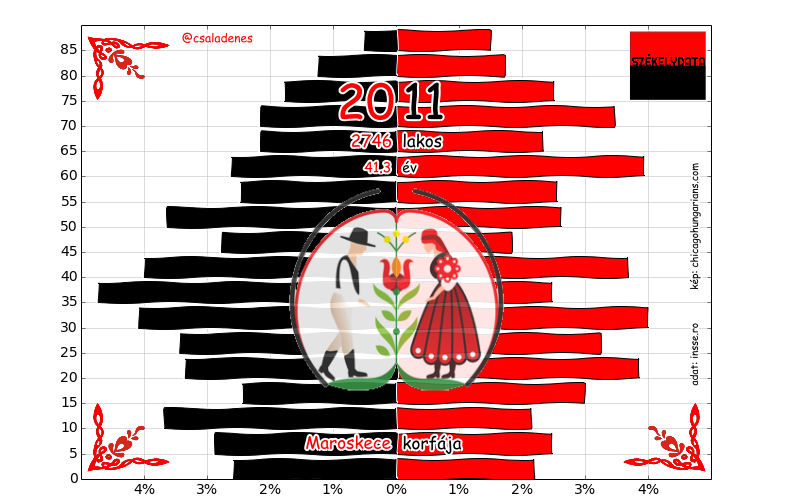 @csaladenes
SZÉKELYDATA
2011
2746 lakos
41.3 év
kép: chicagohungarians.com
adat: insse.ro
Maroskece korfája
85
80
75
70
65
60
55
50
45
40
35
30
25
20
15
10
5
0
4% 3% 2% 1% 0% 1% 2% 3% 4%